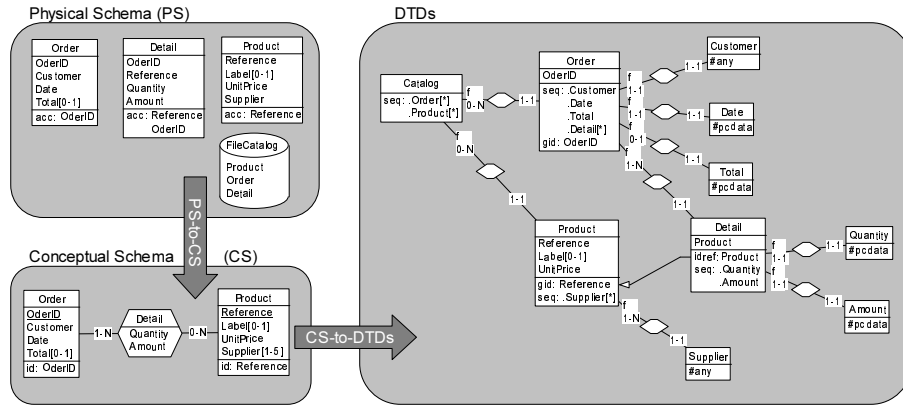 Physical Schema (PS)
Order
OderID
Customer
Date
Total[0-1]
acc: OderID
Detail
OderID
Reference
Quantity
Amount
acc: Reference
OderID
Product
Reference
Label[0-1]
UnitPrice
Supplier
acc: Reference
FileCatalog
Product
Order
Detail
PS-to-CS
Conceptual Schema (CS)
Order
OderID
Customer
Date
Total[0-1]
id: OderID
1-N
Detail
Quantity
Amount
0-N
Product
Reference
Label[0-1]
UnitPrice
Supplier[1-5]
id: Reference
CS-to-DTDs
DTDs
Catalog
seq: .Order[*]
.Product[*]
f
0-N
1-1
f
0-N
1-1
Order
OderID
seq: .Customer
.Date
.Total
.Detail[*]
gid: OderID
f
1-1
1-1
Customer
#any
f
1-1
1-1
Date
#pcdata
f
0-1
1-1
Total
#pcdata
f
1-N
1-1
Product
Reference
Label[0-1]
UnitPrice
gid: Reference
seq: .Supplier[*]
f
1-N
1-1
Supplier
#any
Detail
Product
idref: Product
seq: .Quantity
.Amount
f
1-1
1-1
Quantity
#pcdata
f
1-1
1-1
Amount
#pcdata